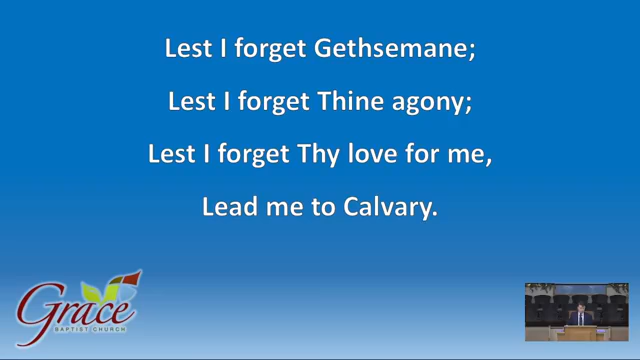 Lest I forget Gethsemane;
Lest I forget Thine agony;
Lest I forget Thy love for me,
Lead me to Calvary.
Grace
BAPTIST CHURCH